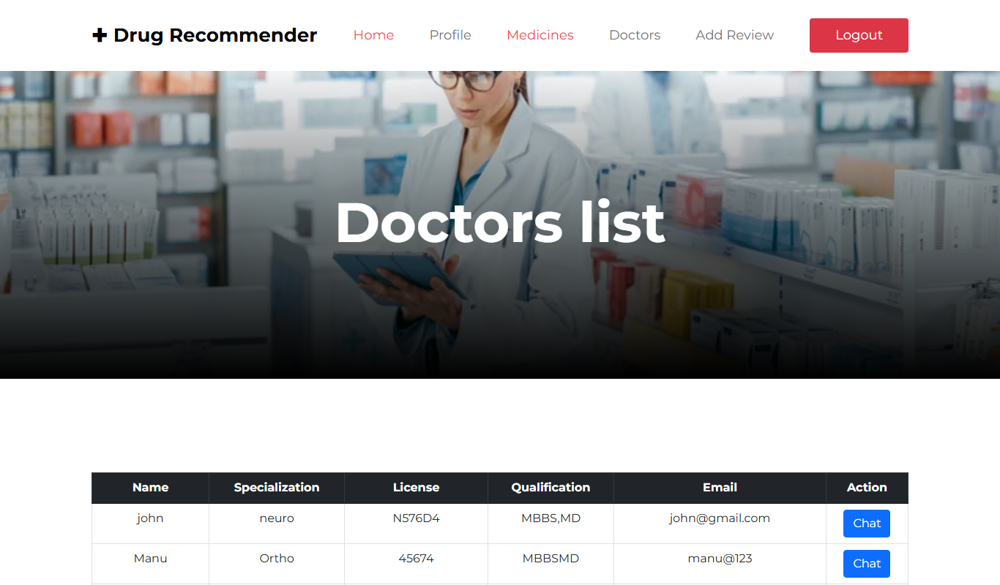 ✚ Drug Recommender Home Profile Medicines Doctors Add Review Logout
Doctors list
Name Specialization License Qualification Email Action
john neuro N576D4 MBBS,MD john@gmail.com Chat
Manu Ortho 45674 MBBSMD manu@123 Chat